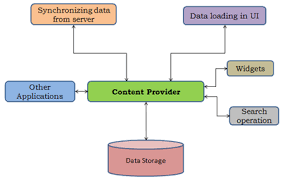 Synchronizing data
from server
Data loading in UI
Widgets
Other
Applications
Content Provider
Search
operation
Data Storage